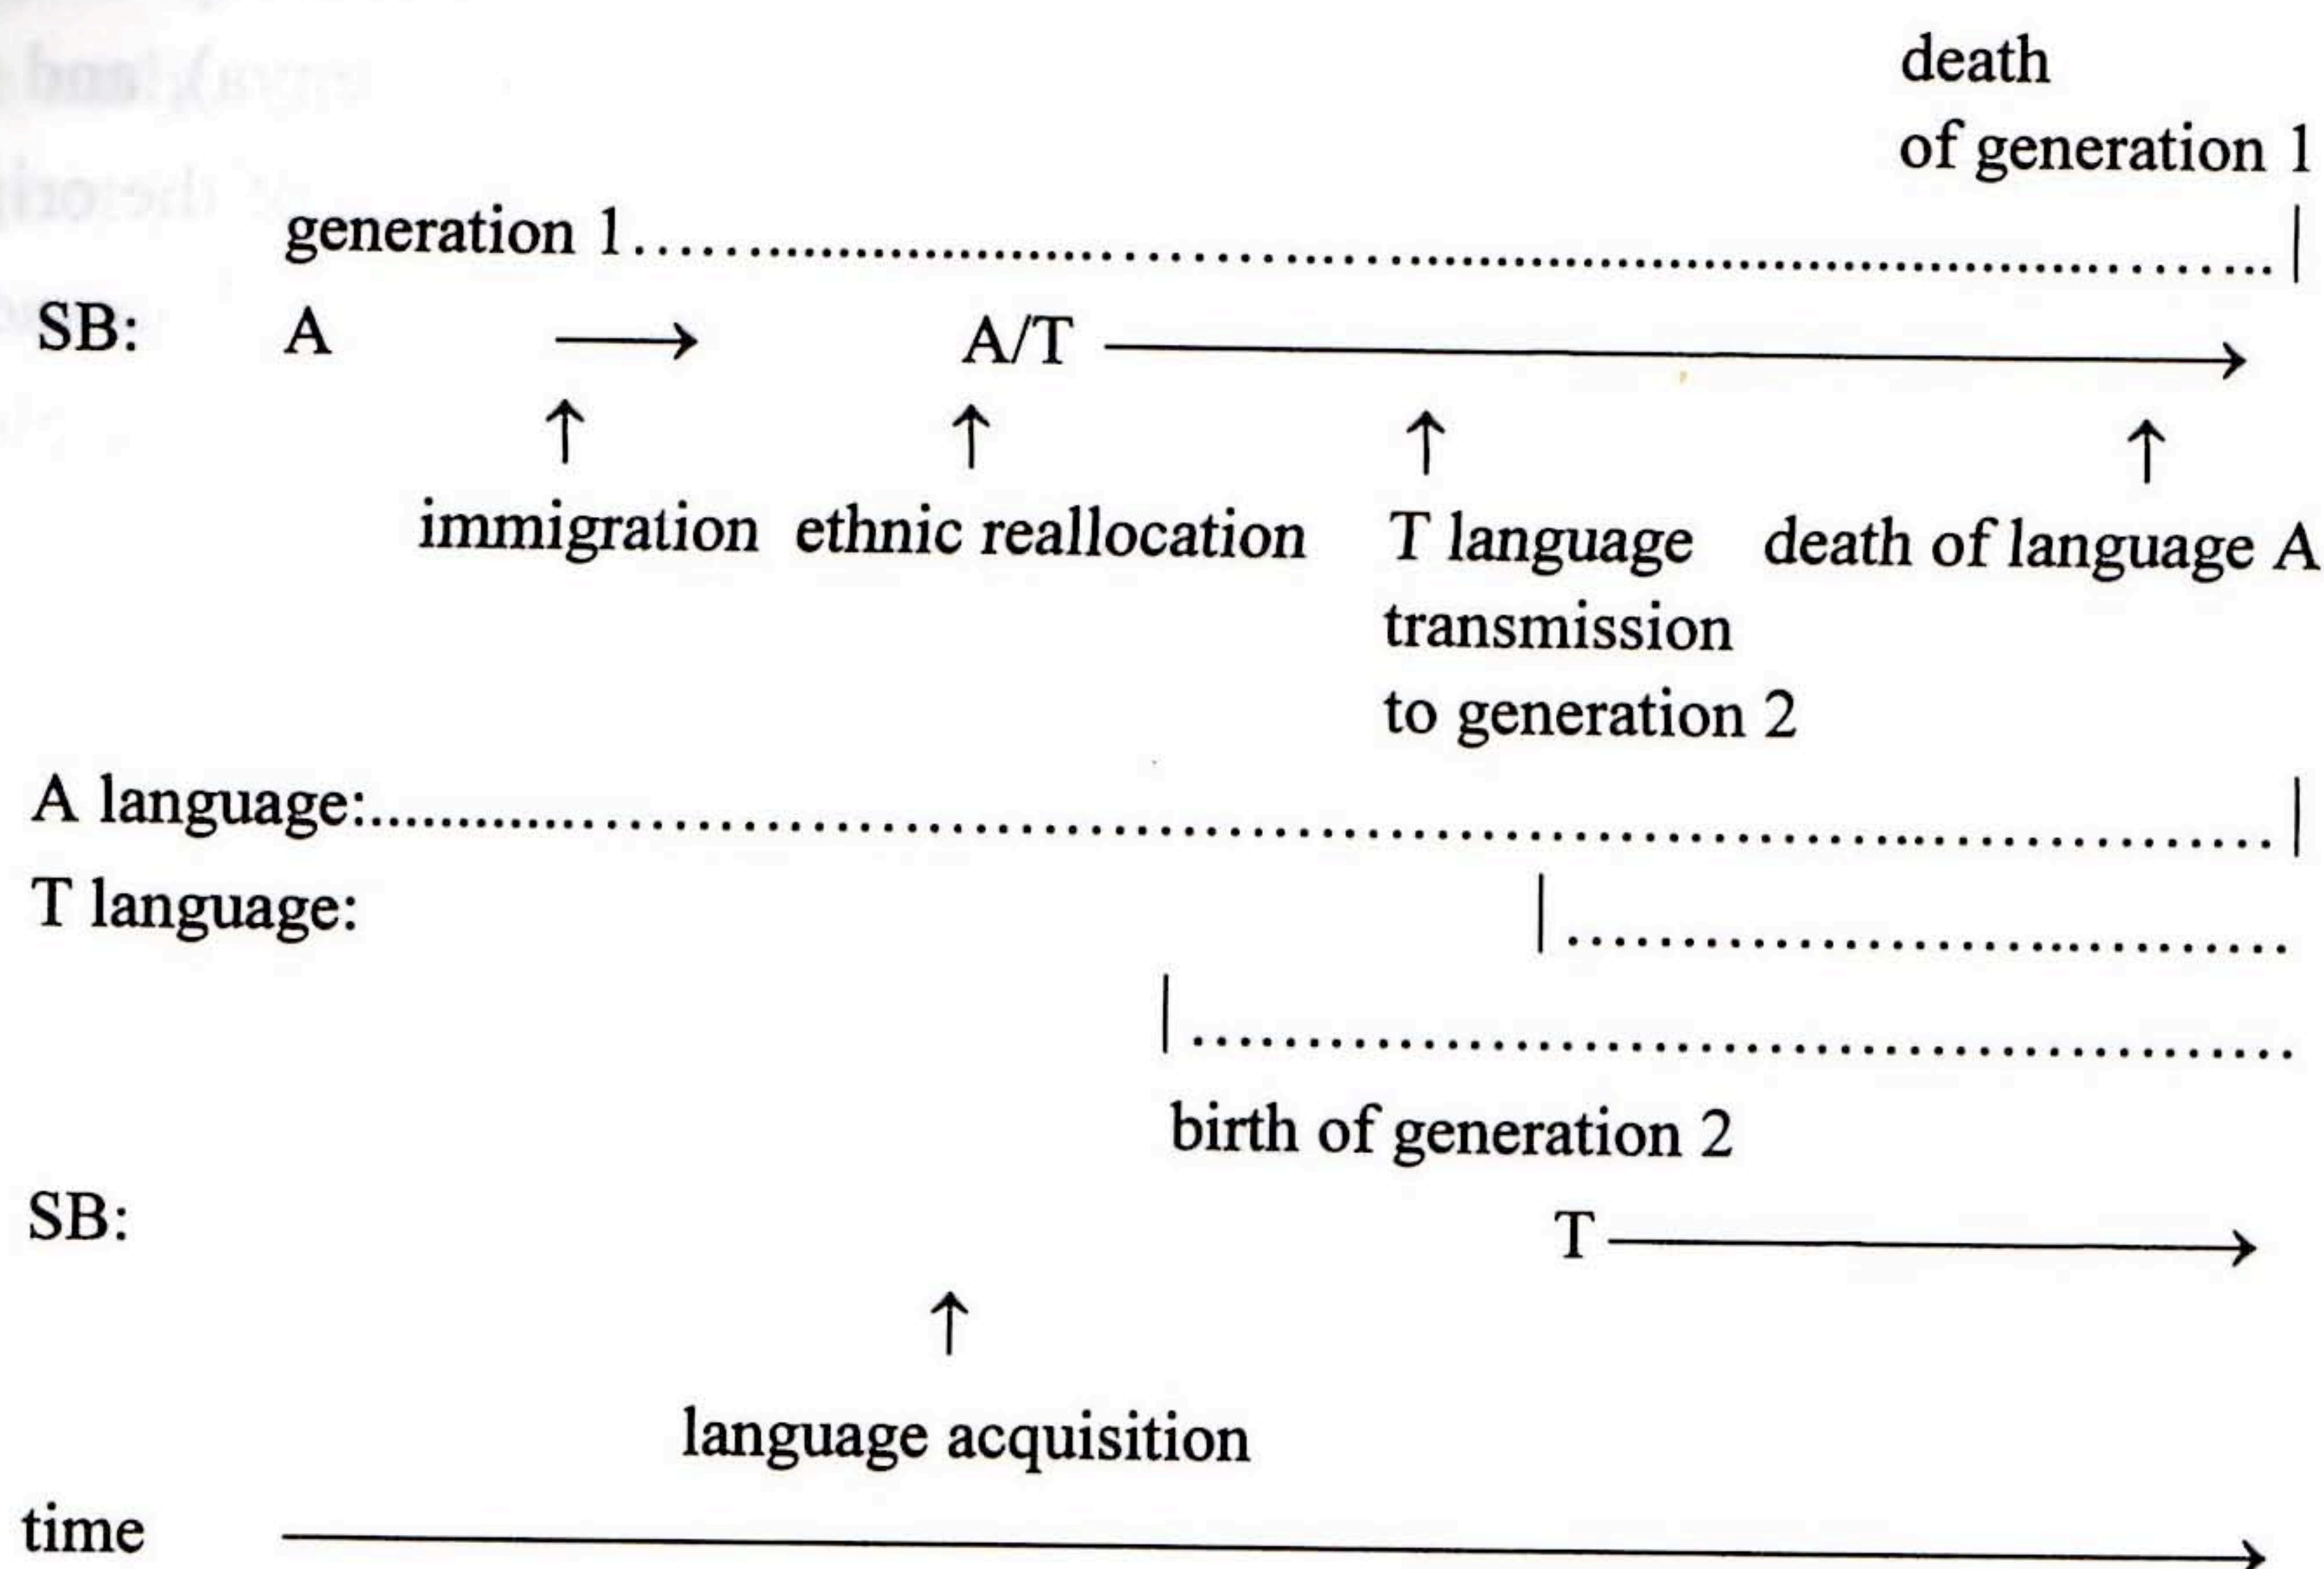 death
of generation 1
generation 1
SB: A A/T
immigration ethnic reallocation T language death of language A
transmission
to generation 2
A language:
T language:
birth of generation 2
SB: T
language acquisition
time